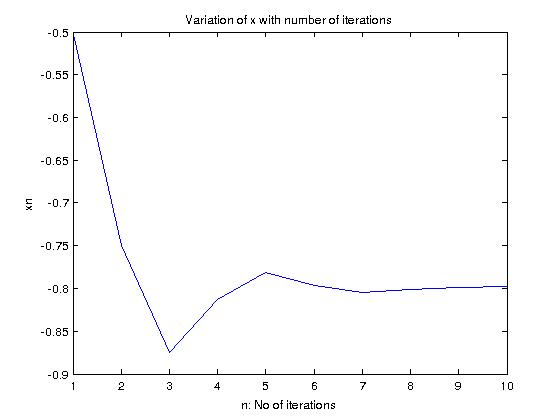 Variation of x with number of iterations
-0.5
-0.55
-0.6
-0.65
-0.7
-0.75
-0.8
-0.85
-0.9
xn
1 2 3 4 5 6 7 8 9 10
n: No of iterations